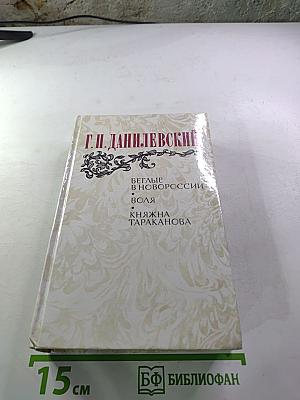 Г.П. ДАНИЛЕВСКИЙ
БЕГЛЫЕ
В НОВОРОССИИ
•
ВОЛЯ
•
КНЯЖНА
ТАРАКАНОВА
15 см
БФ БИБЛИОФАН